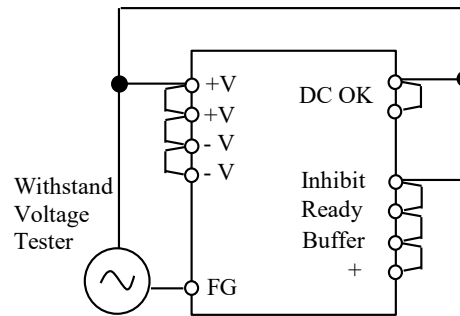 +V
+V
- V
- V
DC OK
Withstand
Voltage
Tester
Inhibit
Ready
Buffer
+
FG